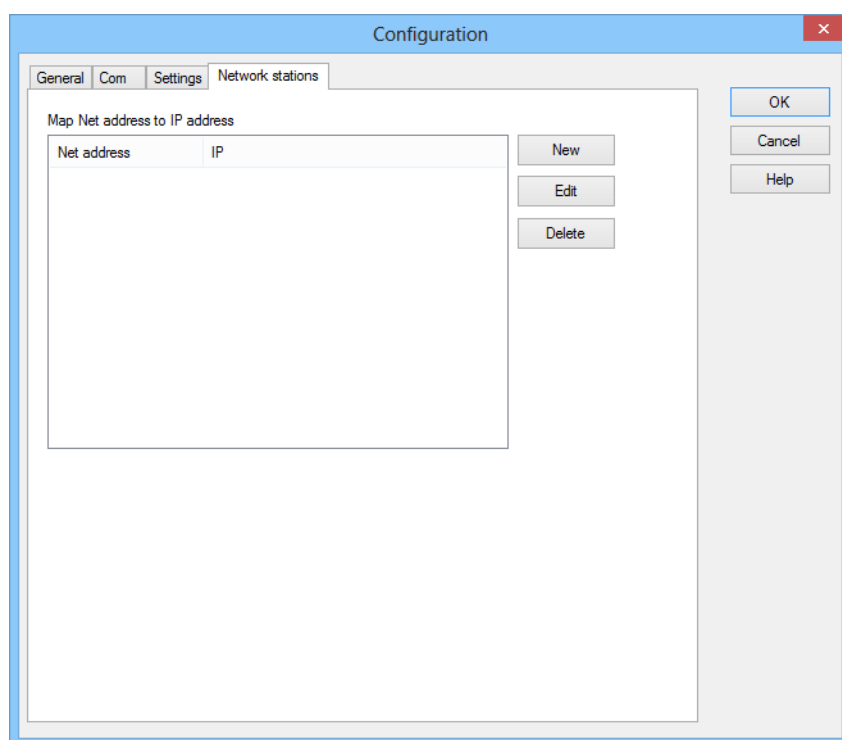 Configuration
General Com Settings Network stations
OK
Map Net address to IP address
Cancel
Net address IP
New
Help
Edit
Delete